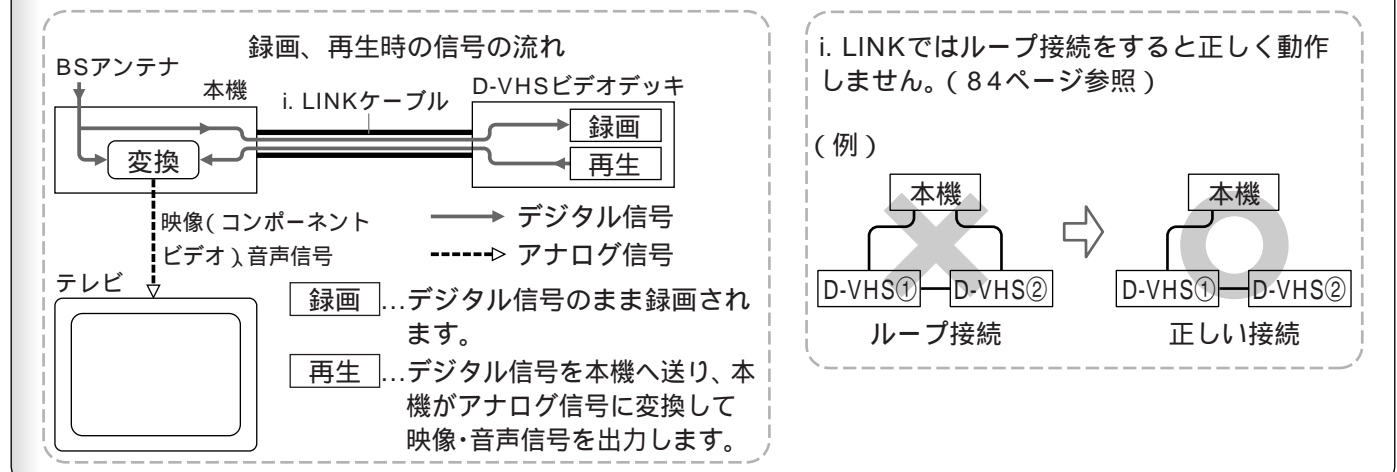 録画、再生時の信号の流れ
BSアンテナ
本機
i. LINKケーブル
D-VHSビデオデッキ
録画
変換
再生
映像(コンポーネント
ビデオ)、音声信号
デジタル信号
アナログ信号
テレビ
録画…デジタル信号のまま録画され
ます。
再生…デジタル信号を本機へ送り、本
機がアナログ信号に変換して
映像・音声信号を出力します。
i. LINKではループ接続をすると正しく動作
しません。(84ページ参照)
(例)
本機
D-VHS① D-VHS②
ループ接続
本機
D-VHS① D-VHS②
正しい接続